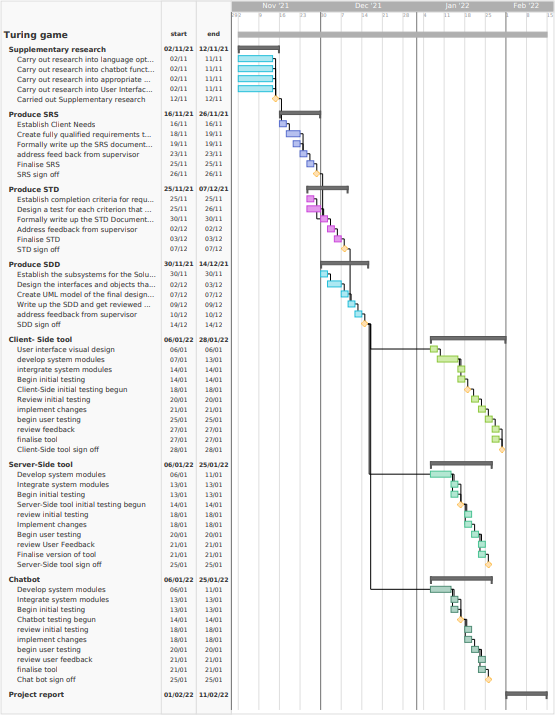 Nov '21 Dec '21 Jan '22 Feb '22
Turing game start end
Supplementary research 02/11/21 12/11/21
Carry out research into language opt... 02/11 11/11
Carry out research into chatbot funct... 02/11 11/11
Carry out research into appropriate ... 02/11 11/11
Carry out research into User Interfac... 02/11 11/11
Carried out Supplementary research 12/11 12/11
Produce SRS 16/11/21 26/11/21
Establish Client Needs 16/11 16/11
Create fully qualified requirements t... 18/11 19/11
Formally write up the SRS document... 19/11 19/11
address feed back from supervisor 23/11 23/11
Finalise SRS 25/11 25/11
SRS sign off 26/11 26/11
Produce STD 25/11/21 07/12/21
Establish completion criteria for requ... 25/11 25/11
Design a test for each criterion that ... 25/11 26/11
Formally write up the STD Document... 30/11 30/11
Address feedback from supervisor 02/12 02/12
Finalise STD 03/12 03/12
STD sign off 07/12 07/12
Produce SDD 30/11/21 14/12/21
Establish the subsystems for the Solu... 30/11 30/11
Design the interfaces and objects tha... 02/12 03/12
Create UML model of the final design... 07/12 07/12
Write up the SDD and get reviewed ... 09/12 09/12
address feedback from supervisor 10/12 10/12
SDD sign off 14/12 14/12
Client- Side tool 06/01/22 28/01/22
User interface visual design 06/01 06/01
develop system modules 07/01 13/01
intergrate system modules 14/01 14/01
Begin initial testing 14/01 14/01
Client-Side initial testing begun 18/01 18/01
Review initial testing 20/01 20/01
implement changes 21/01 21/01
begin user testing 25/01 25/01
review feedback 27/01 27/01
finalise tool 27/01 27/01
Client-side tool sign off 28/01 28/01
Server-Side tool 06/01/22 25/01/22
Develop system modules 06/01 11/01
Integrate system modules 13/01 13/01
Begin initial testing 13/01 13/01
Server-Side tool initial testing begun 14/01 14/01
review initial testing 18/01 18/01
Implement changes 18/01 18/01
Begin user testing 20/01 20/01
review User Feedback 21/01 21/01
Finalise version of tool 21/01 21/01
Server-Side tool sign off 25/01 25/01
Chatbot 06/01/22 25/01/22
Develop system modules 06/01 11/01
Integrate system modules 13/01 13/01
Begin initial testing 13/01 13/01
Chatbot testing begun 14/01 14/01
review initial testing 18/01 18/01
implement changes 18/01 18/01
begin user testing 20/01 20/01
review user feedback 21/01 21/01
finalise tool 21/01 21/01
Chat bot sign off 25/01 25/01
Project report 01/02/22 11/02/22